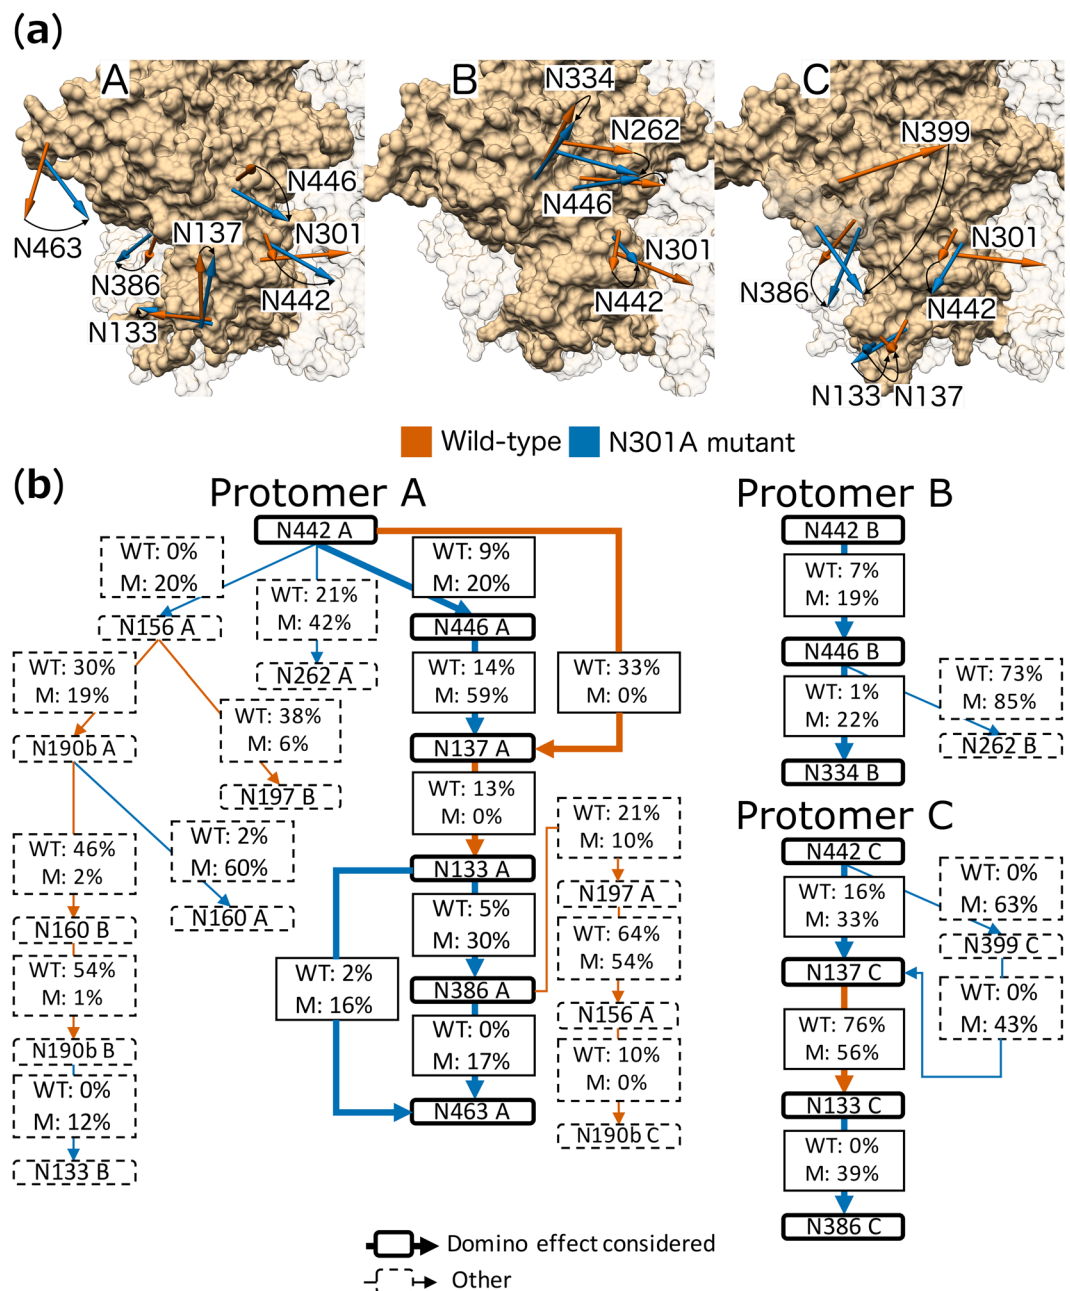 (a)
A
N463
N386
N133
N137
N446
N301
N442
B
N334
N262
N446
N301
N442
C
N399
N386
N301
N442
N133
N137
Wild-type
N301A mutant
(b)
Protomer A
N442 A
WT: 0%
M: 20%
WT: 21%
M: 42%
WT: 9%
M: 20%
N156 A
N262 A
N446 A
WT: 30%
M: 19%
WT: 38%
M: 6%
WT: 14%
M: 59%
WT: 33%
M: 0%
N190b A
N197 B
N137 A
WT: 46%
M: 2%
WT: 2%
M: 60%
WT: 13%
M: 0%
WT: 21%
M: 10%
N160 B
N160 A
N133 A
N197 A
WT: 54%
M: 1%
WT: 2%
M: 16%
WT: 5%
M: 30%
WT: 64%
M: 54%
N190b B
N386 A
N156 A
WT: 0%
M: 12%
WT: 0%
M: 17%
WT: 10%
M: 0%
N133 B
N463 A
N190b C
Protomer B
N442 B
WT: 7%
M: 19%
N446 B
WT: 1%
M: 22%
WT: 73%
M: 85%
N262 B
N334 B
Protomer C
N442 C
WT: 16%
M: 33%
WT: 0%
M: 63%
N399 C
N137 C
WT: 76%
M: 56%
WT: 0%
M: 43%
N133 C
WT: 0%
M: 39%
N386 C
Domino effect considered
Other